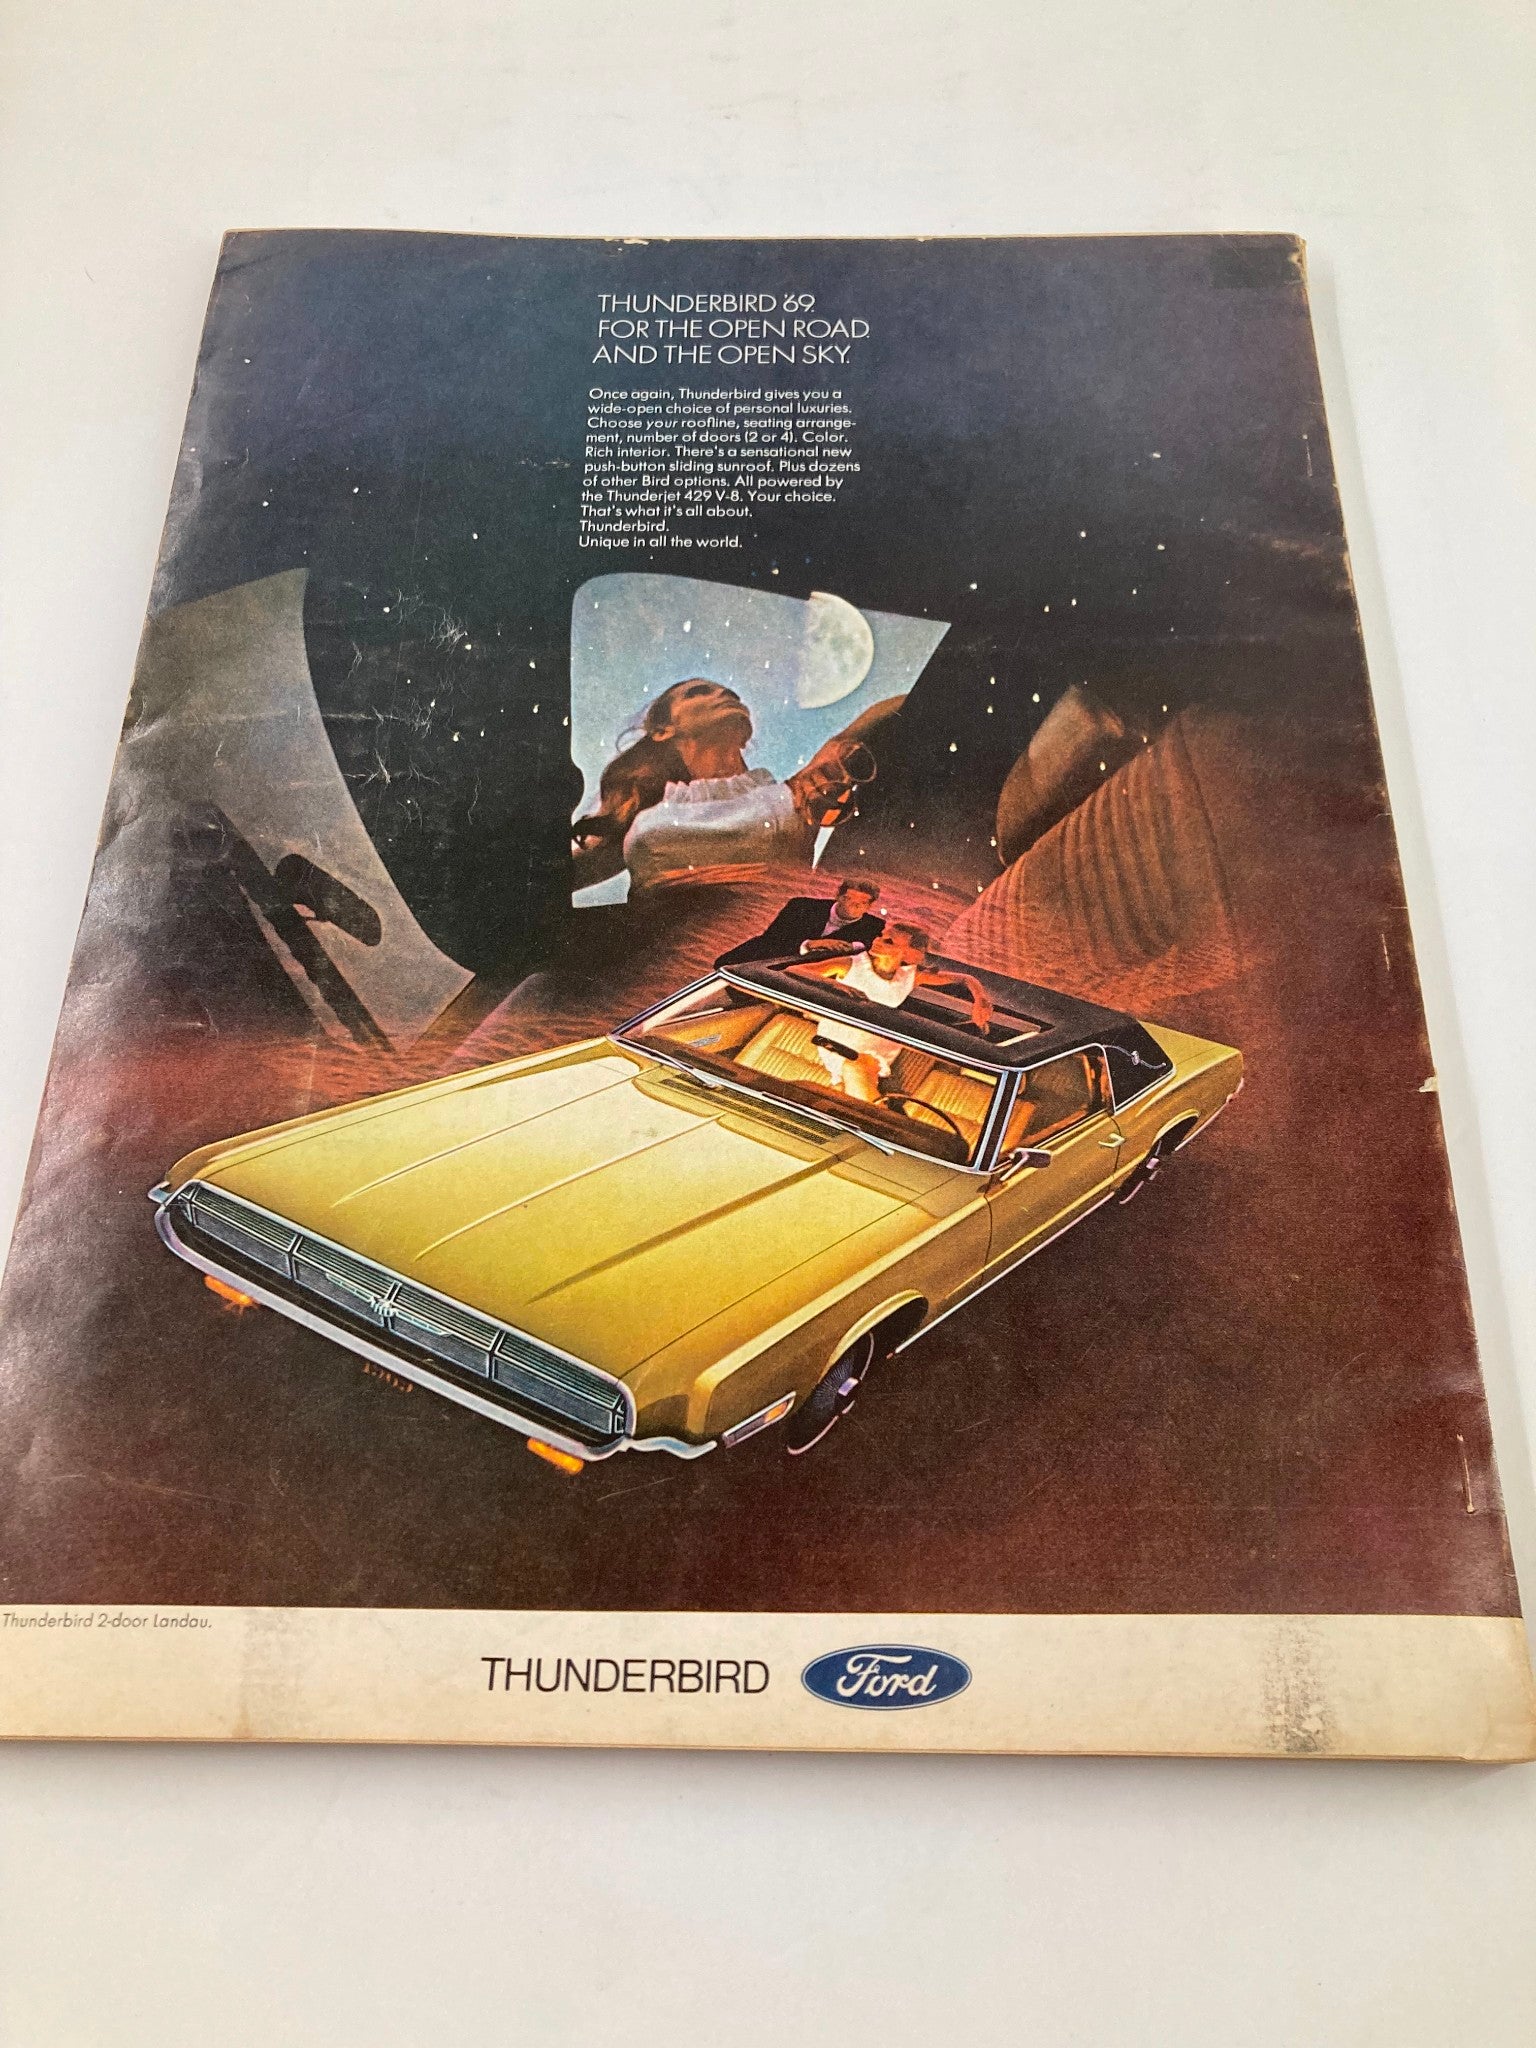 THUNDERBIRD '69.
FOR THE OPEN ROAD.
AND THE OPEN SKY.
Once again, Thunderbird gives you a
wide-open choice of personal luxuries.
Choose your roofline, seating arrange-
ment, number of doors (2 or 4). Color.
Rich interior. There's a sensational new
push-button sliding sunroof. Plus dozens
of other Bird options. All powered by
the Thunderjet 429 V-8. Your choice.
That's what it's all about.
Thunderbird.
Unique in all the world.
Thunderbird 2-door Landau.
THUNDERBIRD Ford